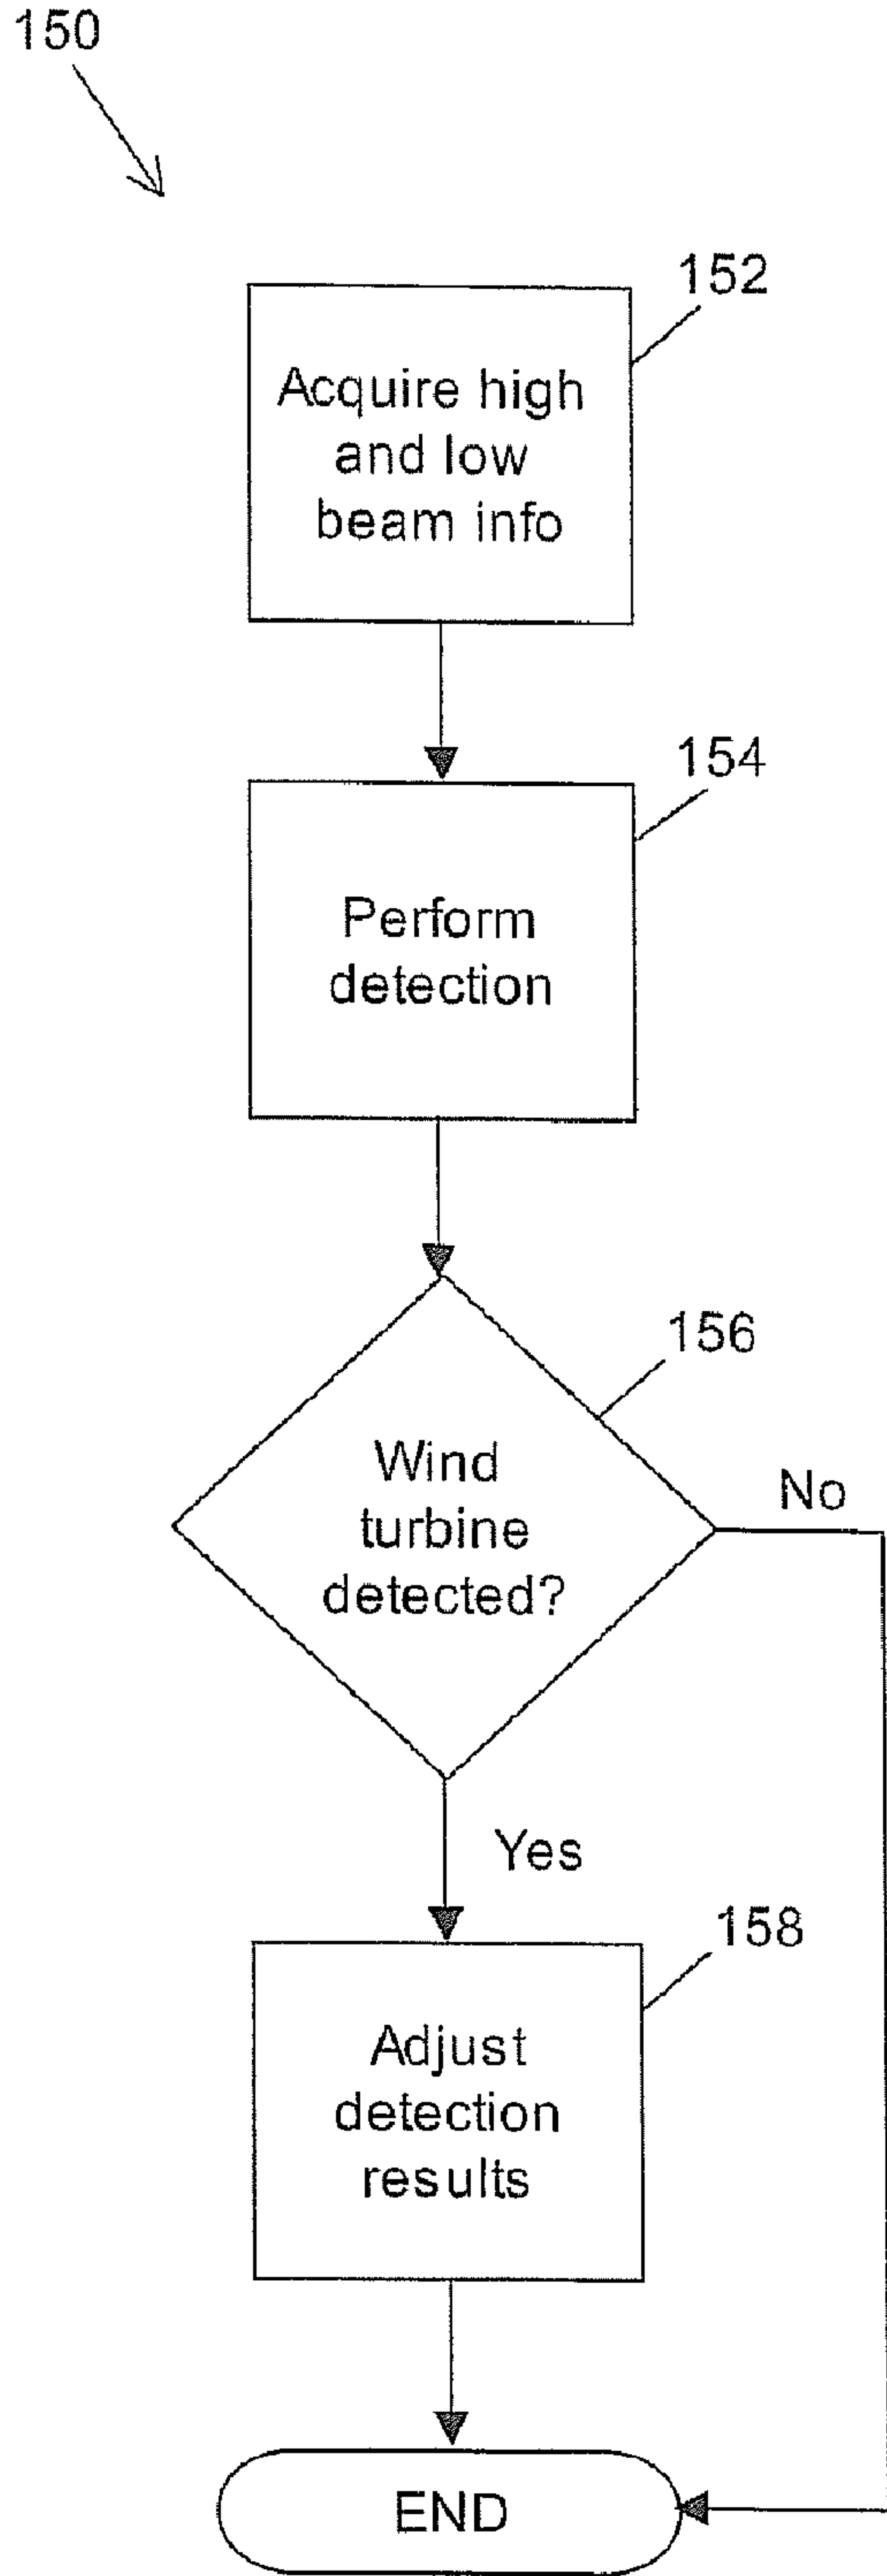 150
152
Acquire high
and low
beam info
154
Perform
detection
156
Wind
turbine
detected?
No
Yes
158
Adjust
detection
results
END